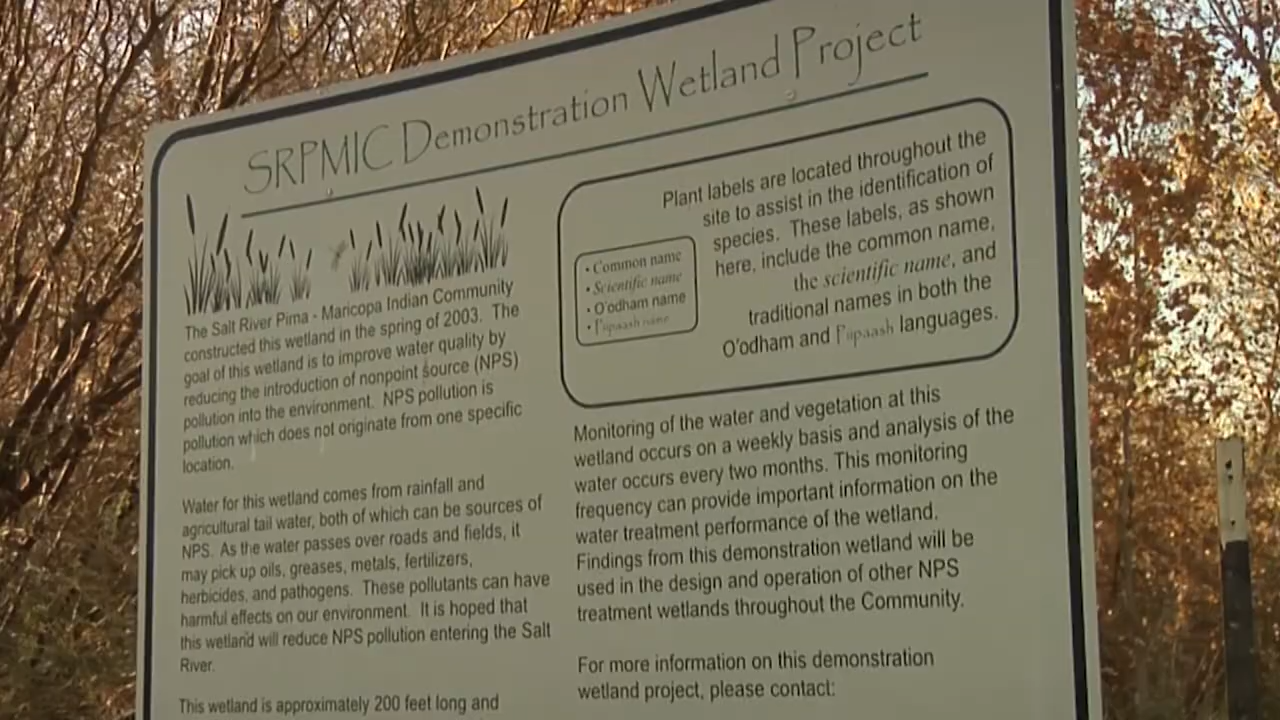 SRPMIC Demonstration Wetland Project
The Salt River Pima - Maricopa Indian Community
constructed this wetland in the spring of 2003. The
goal of this wetland is to improve water quality by
reducing the introduction of nonpoint source (NPS)
pollution into the environment. NPS pollution is
pollution which does not originate from one specific
location.
Water for this wetland comes from rainfall and
agricultural tail water, both of which can be sources of
NPS. As the water passes over roads and fields, it
may pick up oils, greases, metals, fertilizers,
herbicides, and pathogens. These pollutants can have
harmful effects on our environment. It is hoped that
this wetland will reduce NPS pollution entering the Salt
River.
This wetland is approximately 200 feet long and
Plant labels are located throughout the
site to assist in the identification of
species. These labels, as shown
here, include the common name,
the scientific name, and
traditional names in both the
O'odham and Piipaash languages.
• Common name
• Scientific name
• O'odham name
• Piipaash name
Monitoring of the water and vegetation at this
wetland occurs on a weekly basis and analysis of the
water occurs every two months. This monitoring
frequency can provide important information on the
water treatment performance of the wetland.
Findings from this demonstration wetland will be
used in the design and operation of other NPS
treatment wetlands throughout the Community.
For more information on this demonstration
wetland project, please contact: